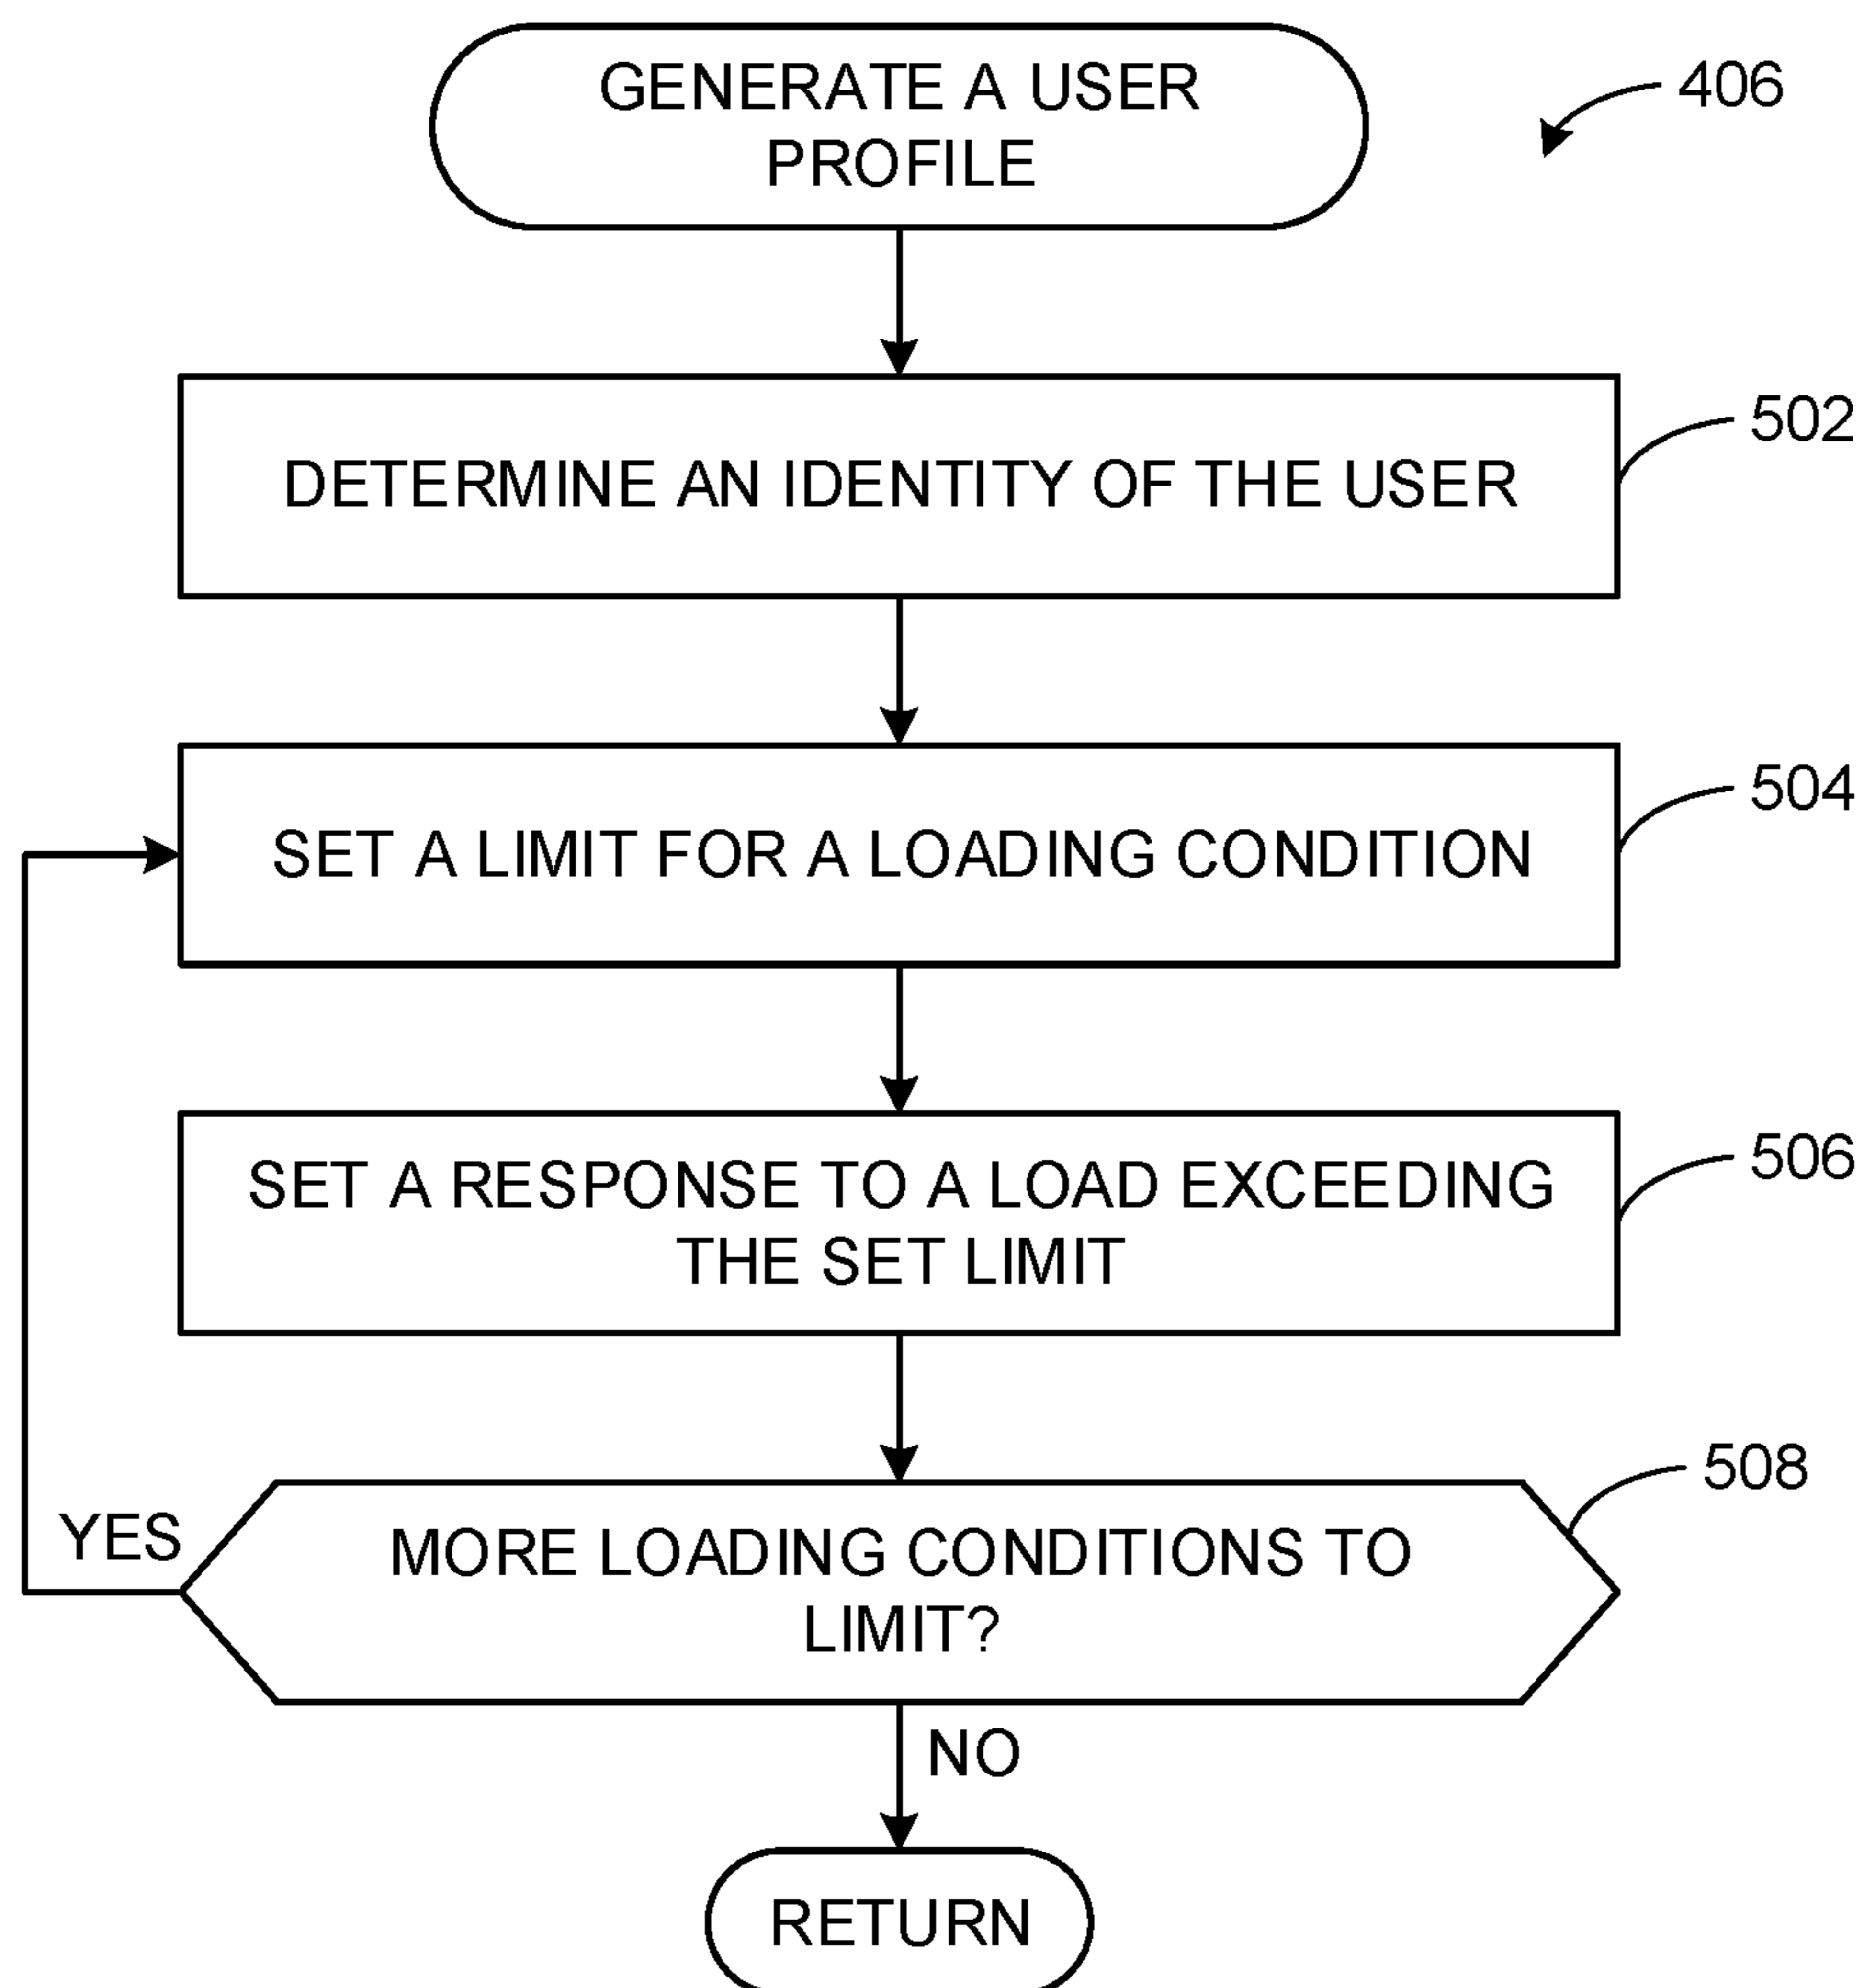 GENERATE A USER
PROFILE
406
DETERMINE AN IDENTITY OF THE USER
502
SET A LIMIT FOR A LOADING CONDITION
504
SET A RESPONSE TO A LOAD EXCEEDING
THE SET LIMIT
506
MORE LOADING CONDITIONS TO
LIMIT?
508
YES
NO
RETURN